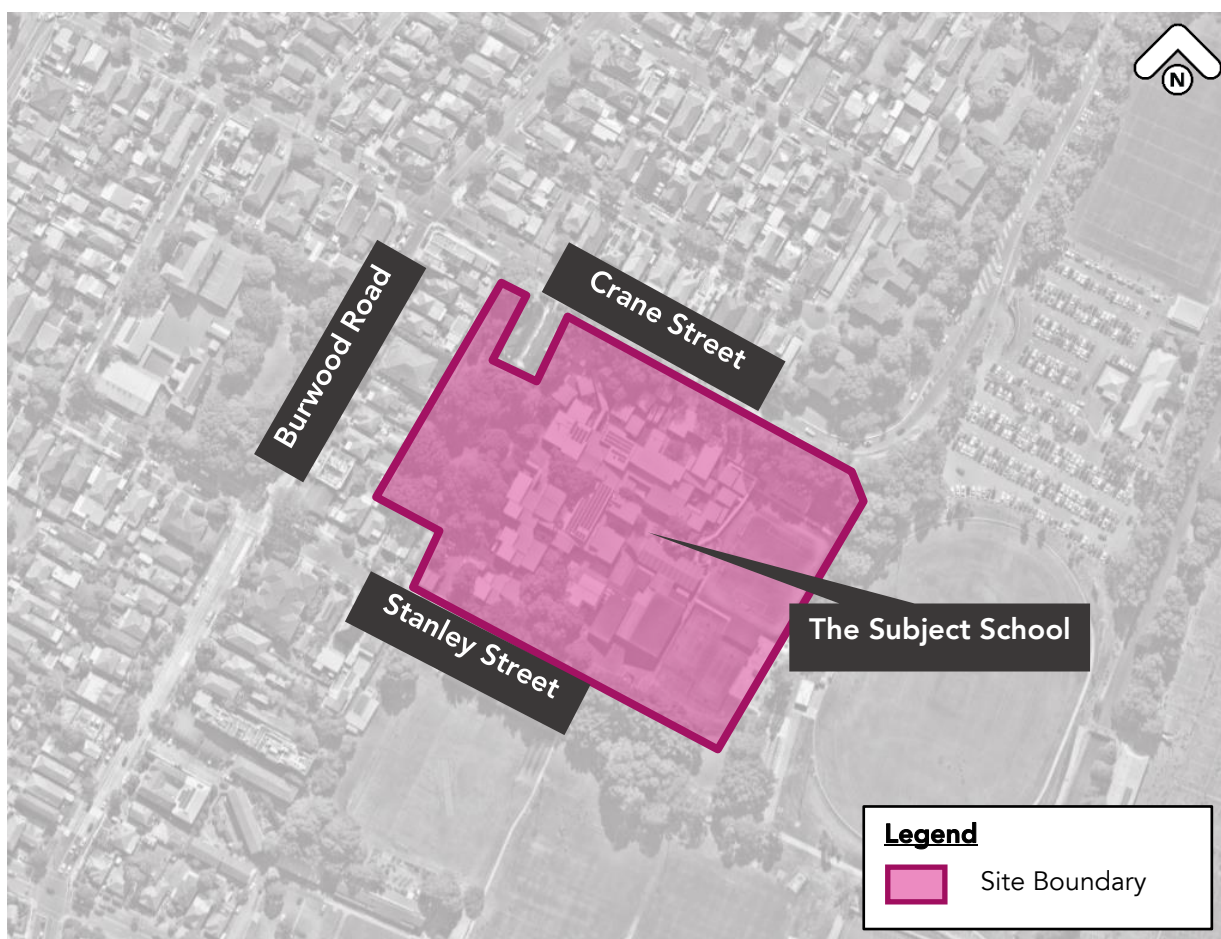 N
Crane Street
Burwood Road
Stanley Street
The Subject School
Legend
Site Boundary